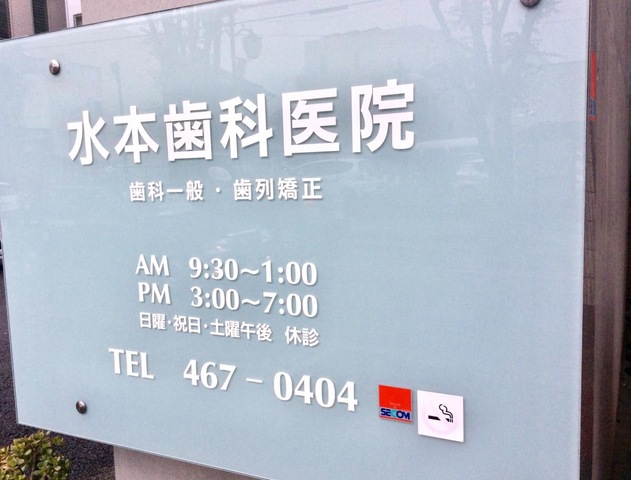 水本歯科医院
歯科一般・歯列矯正
AM 9:30～1:00
PM 3:00～7:00
日曜・祝日・土曜午後 休診
TEL 467-0404
SECOM